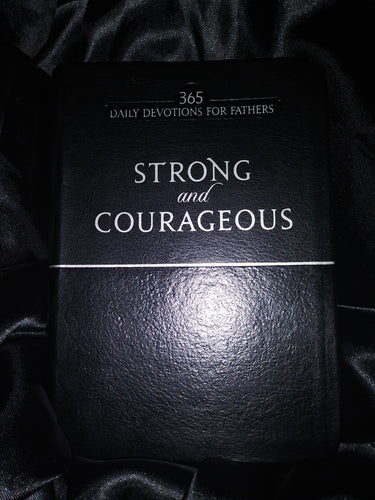 365
DAILY DEVOTIONS FOR FATHERS
STRONG
and
COURAGEOUS